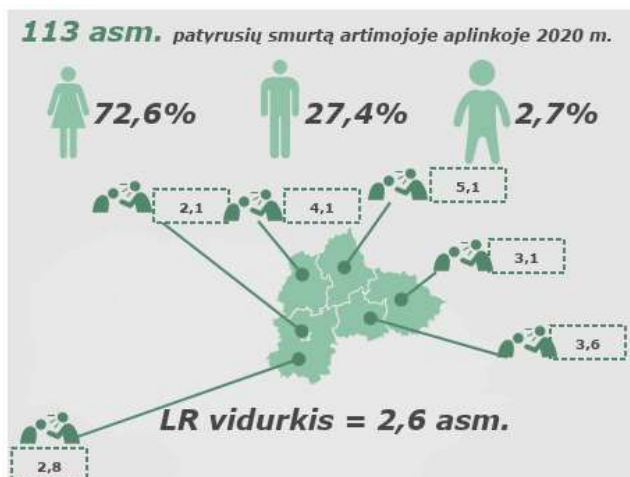 113 asm. patyrusių smurtą artimojoje aplinkoje 2020 m.
72,6% 27,4% 2,7%
5,1
2,1 4,1
3,1
3,6
LR vidurkis = 2,6 asm.
2,8